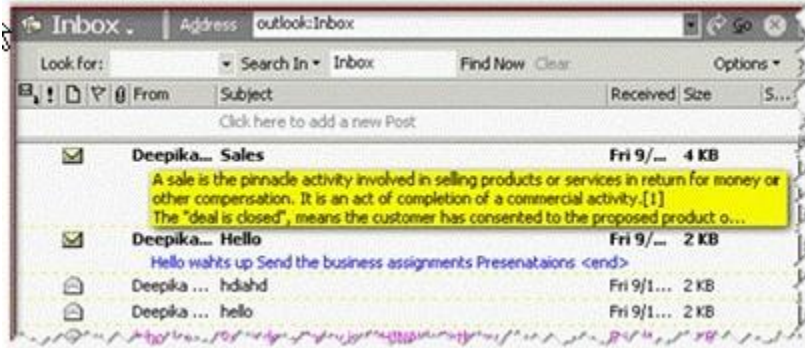 Inbox .
Address outlook:Inbox Go
Look for: Search In Inbox Find Now Clear Options
From Subject Received Size S...
Click here to add a new Post
Deepika... Sales Fri 9/... 4 KB
A sale is the pinnacle activity involved in selling products or services in return for money or
other compensation. It is an act of completion of a commercial activity.[1]
The "deal is closed", means the customer has consented to the proposed product o...
Deepika... Hello Fri 9/... 2 KB
Hello wahts up Send the business assignments Presenataions <end>
Deepika ... hdiahd Fri 9/1... 2 KB
Deepika ... hello Fri 9/1... 2 KB